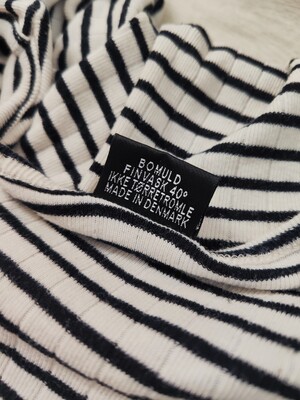 BOMULD
FINVASK 40°
IKKE TØRRETROMLE
MADE IN DENMARK